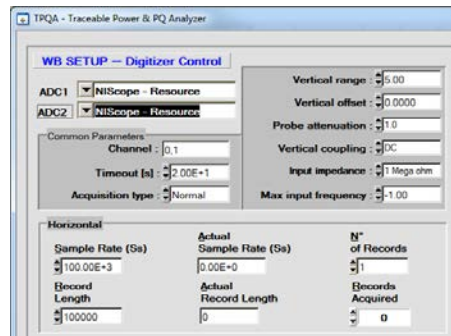 TPQA - Traceable Power & PQ Analyzer
WB SETUP – Digitizer Control
ADC1 NIScope - Resource
ADC2 NIScope - Resource
Common Parameters
Channel : 0,1
Timeout [s] : 2.00E+1
Acquisition type : Normal
Vertical range : 5.00
Vertical offset : 0.0000
Probe attenuation : 1.0
Vertical coupling : DC
Input impedance : 1 Mega ohm
Max input frequency : -1.00
Horizontal
Sample Rate (Ss)
100.00E+3
Actual
Sample Rate (Ss)
0.00E+0
N°
of Records
1
Record
Length
100000
Actual
Record Length
0
Records
Acquired
0